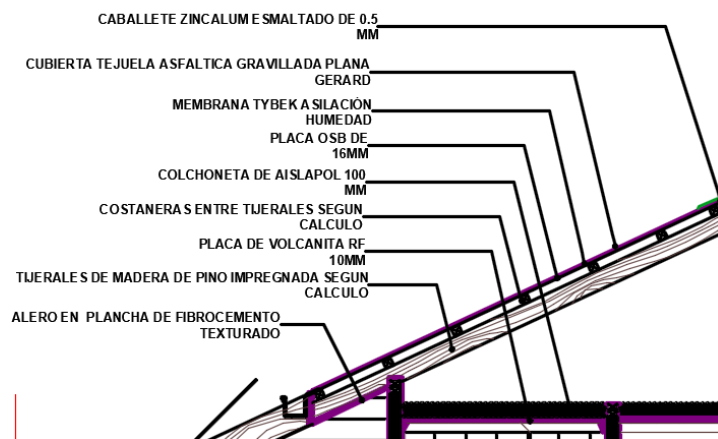 CABALLETE ZINCALUM ESMALTADO DE 0.5
MM
CUBIERTA TEJUELA ASFALTICA GRAVILLADA PLANA
GERARD
MEMBRANA TYBEK ASILACIÓN
HUMEDAD
PLACA OSB DE
16MM
COLCHONETA DE AISLAPOL 100
MM
COSTANERAS ENTRE TIJERALES SEGUN
CALCULO
PLACA DE VOLCANITA RF
10MM
TIJERALES DE MADERA DE PINO IMPREGNADA SEGUN
CALCULO
ALERO EN PLANCHA DE FIBROCEMENTO
TEXTURADO